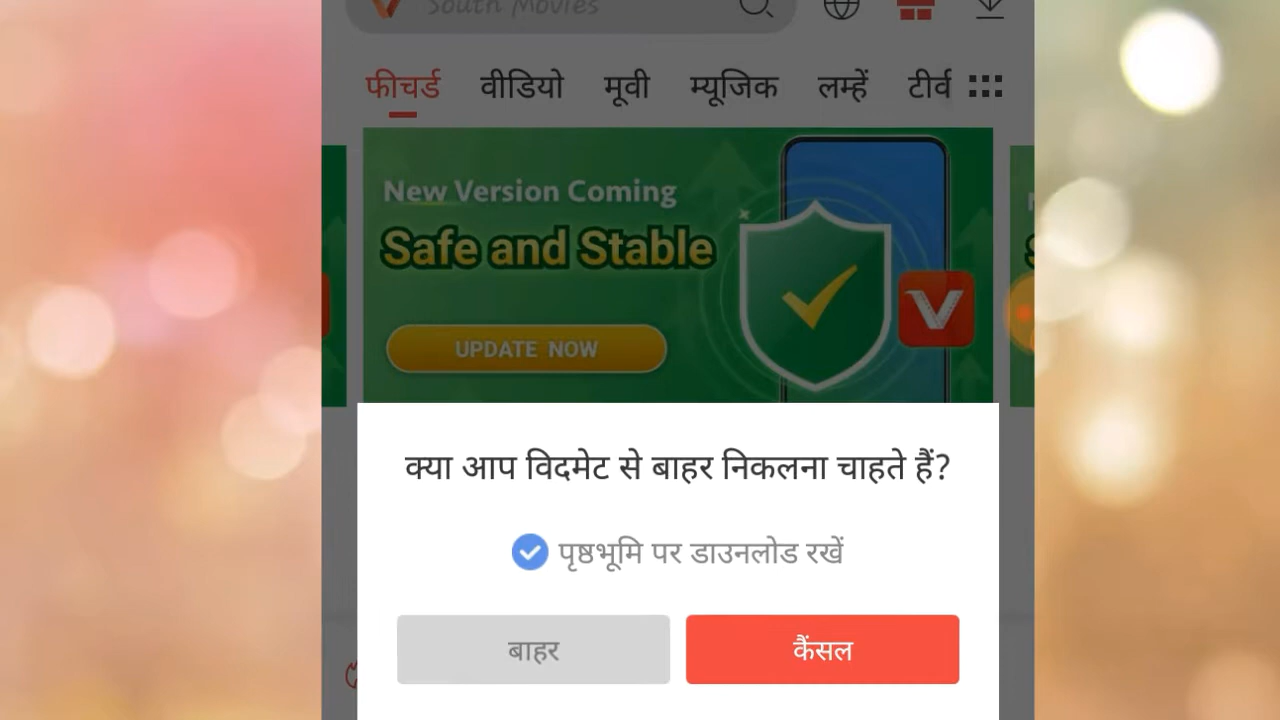 South Movies
फीचर्ड वीडियो मूवी म्यूजिक लम्हें टीवी
New Version Coming
Safe and Stable
UPDATE NOW
क्या आप विदमेट से बाहर निकलना चाहते हैं?
पृष्ठभूमि पर डाउनलोड रखें
बाहर कैंसल